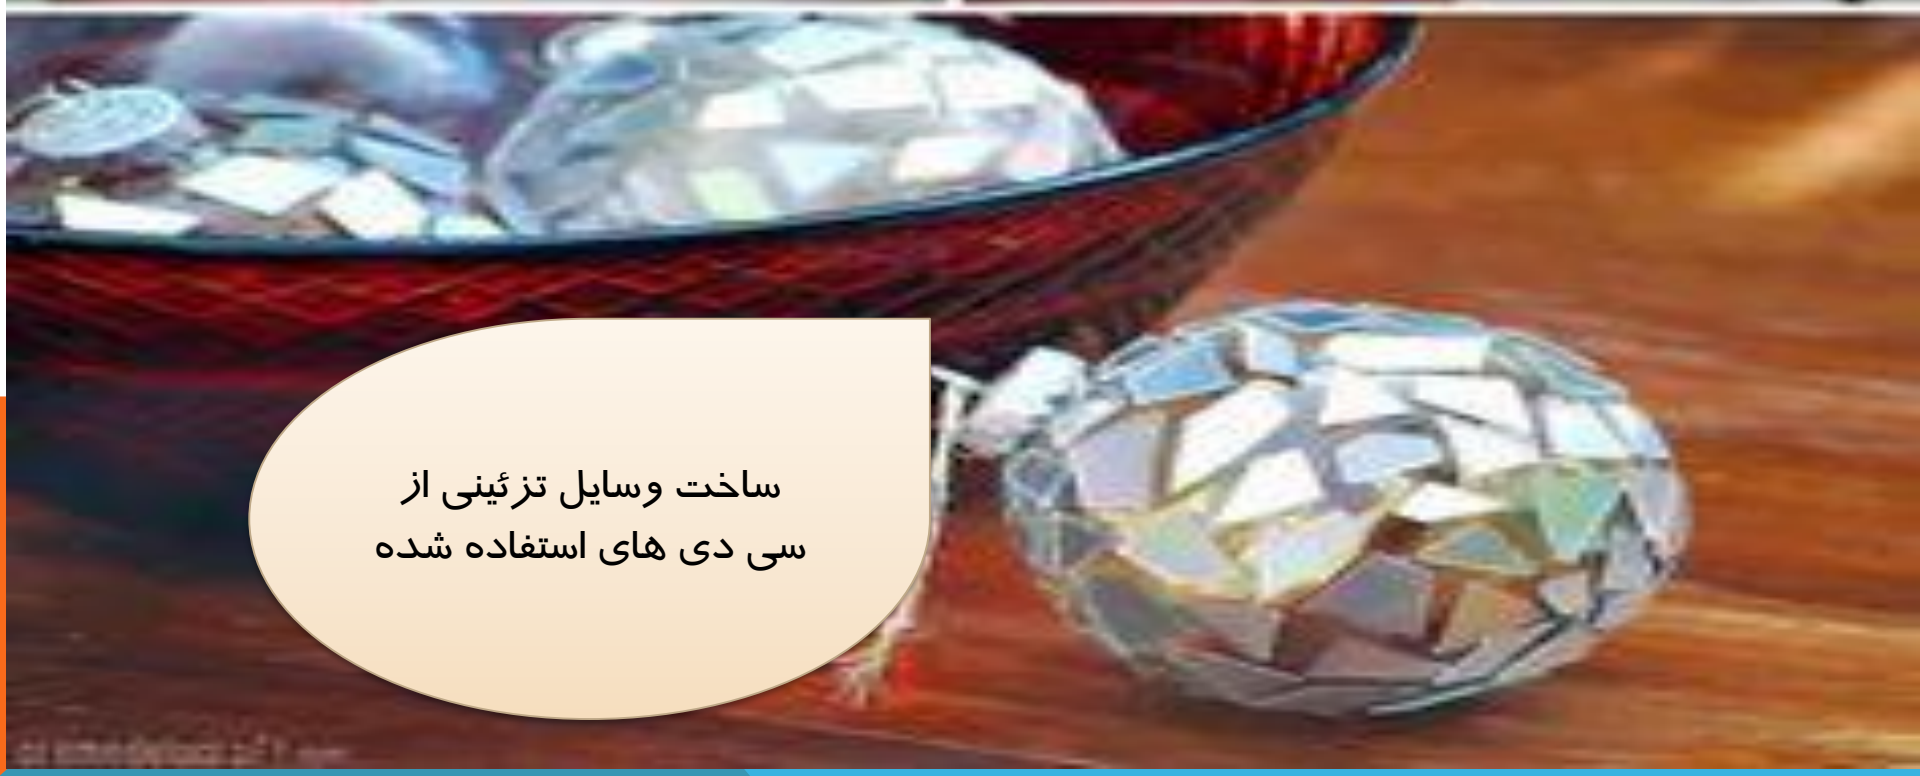 ساخت وسایل تزئینی از
سی دی های استفاده شده